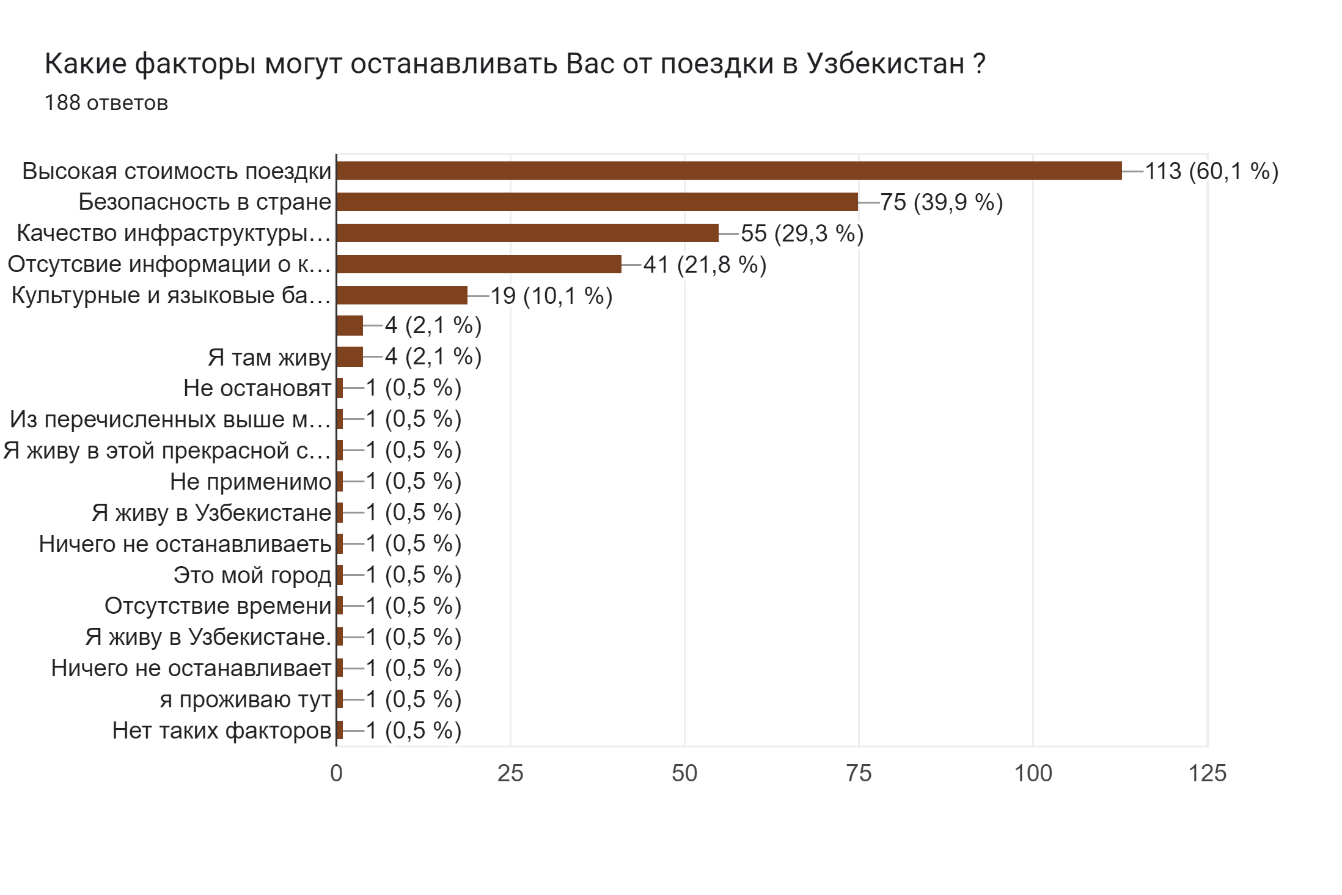 Какие факторы могут останавливать Вас от поездки в Узбекистан ?
188 ответов
Высокая стоимость поездки 113 (60,1 %)
Безопасность в стране 75 (39,9 %)
Качество инфраструктуры… 55 (29,3 %)
Отсутсвие информации о к… 41 (21,8 %)
Культурные и языковые ба… 19 (10,1 %)
4 (2,1 %)
Я там живу 4 (2,1 %)
Не остановят 1 (0,5 %)
Из перечисленных выше м… 1 (0,5 %)
Я живу в этой прекрасной с… 1 (0,5 %)
Не применимо 1 (0,5 %)
Я живу в Узбекистане 1 (0,5 %)
Ничего не останавливаеть 1 (0,5 %)
Это мой город 1 (0,5 %)
Отсутствие времени 1 (0,5 %)
Я живу в Узбекистане. 1 (0,5 %)
Ничего не останавливает 1 (0,5 %)
я проживаю тут 1 (0,5 %)
Нет таких факторов 1 (0,5 %)
0 25 50 75 100 125